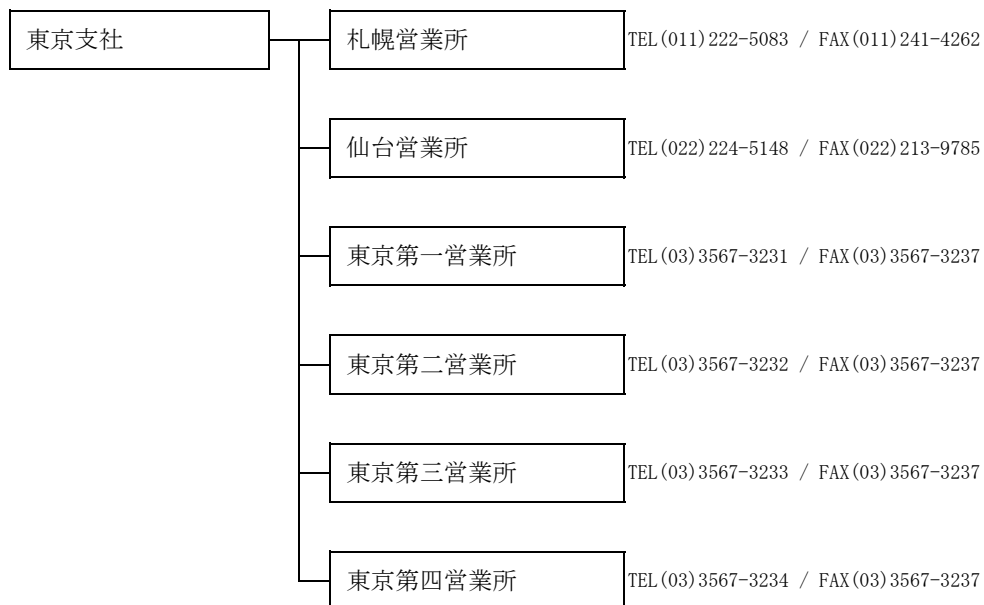 東京支社
札幌営業所 TEL(011)222-5083 / FAX(011)241-4262
仙台営業所 TEL(022)224-5148 / FAX(022)213-9785
東京第一営業所 TEL(03)3567-3231 / FAX(03)3567-3237
東京第二営業所 TEL(03)3567-3232 / FAX(03)3567-3237
東京第三営業所 TEL(03)3567-3233 / FAX(03)3567-3237
東京第四営業所 TEL(03)3567-3234 / FAX(03)3567-3237